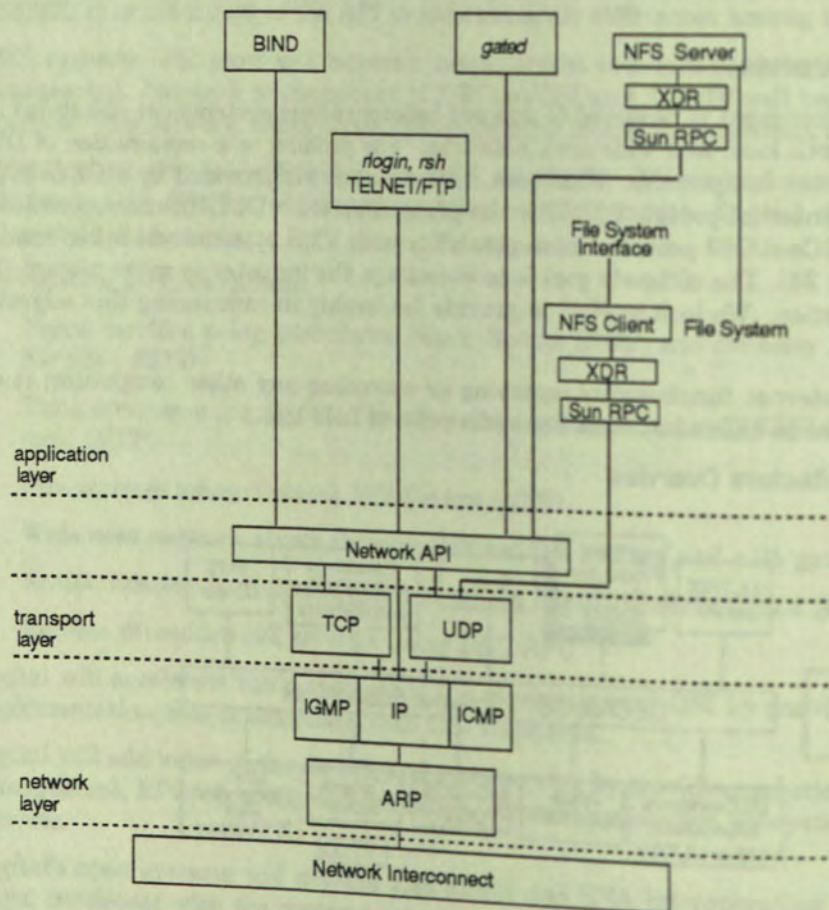 BIND
gated
NFS Server
XDR
Sun RPC
rlogin, rsh
TELNET/FTP
File System
Interface
NFS Client
File System
XDR
Sun RPC
application
layer
Network API
transport
layer
TCP
UDP
IGMP
IP
ICMP
network
layer
ARP
Network Interconnect